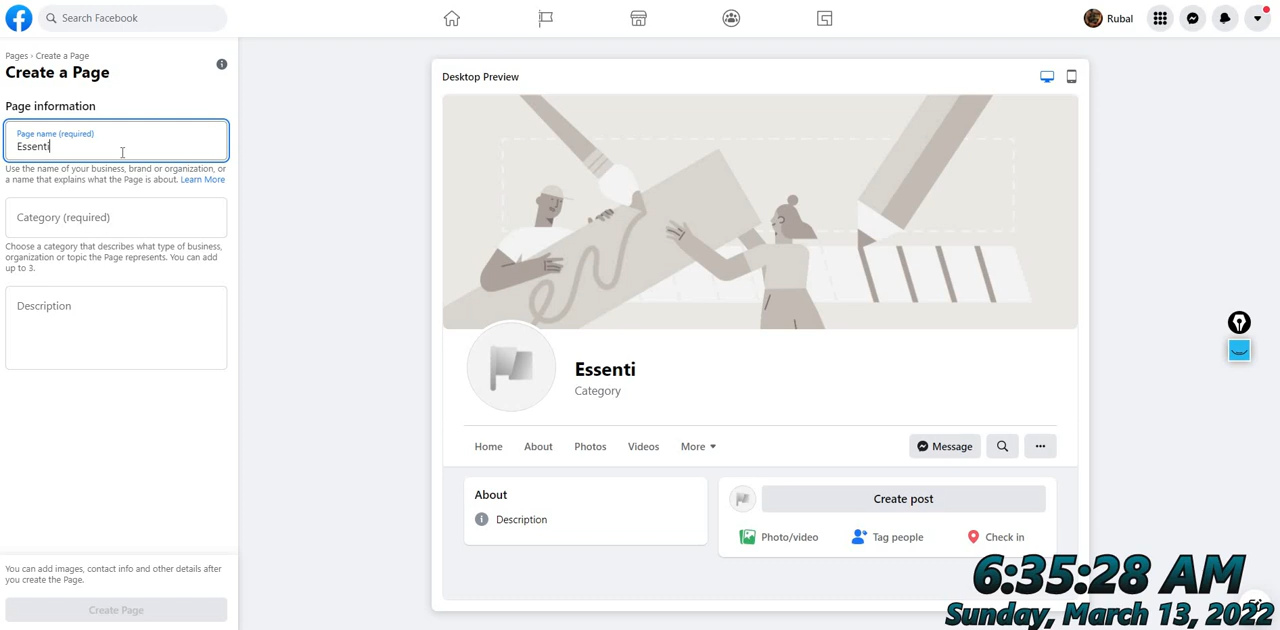 Search Facebook
Rubal
Pages › Create a Page
Create a Page
Page information
Page name (required)
Essenti
Use the name of your business, brand or organization, or
a name that explains what the Page is about. Learn More
Category (required)
Choose a category that describes what type of business,
organization or topic the Page represents. You can add
up to 3.
Description
You can add images, contact info and other details after
you create the Page.
Create Page
Desktop Preview
Essenti
Category
Home About Photos Videos More
Message
About
Description
Create post
Photo/video Tag people Check in
6:35:28 AM
Sunday, March 13, 2022